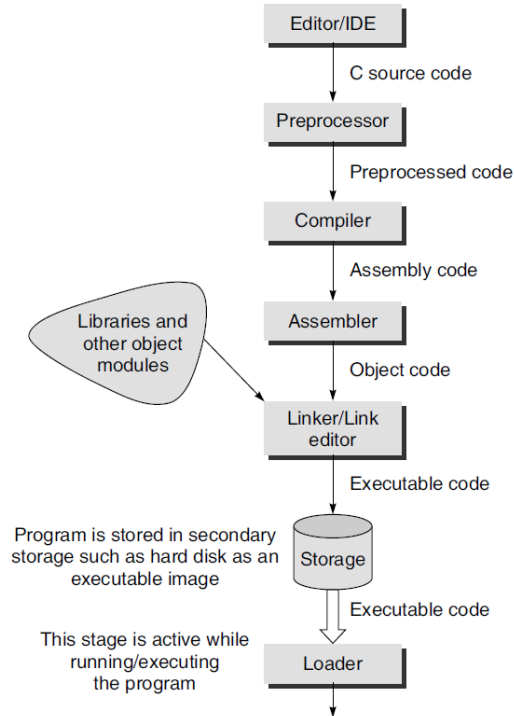 Editor/IDE
C source code
Preprocessor
Preprocessed code
Compiler
Assembly code
Libraries and
other object
modules
Assembler
Object code
Linker/Link
editor
Executable code
Program is stored in secondary
storage such as hard disk as an
executable image
Storage
Executable code
This stage is active while
running/executing
the program
Loader